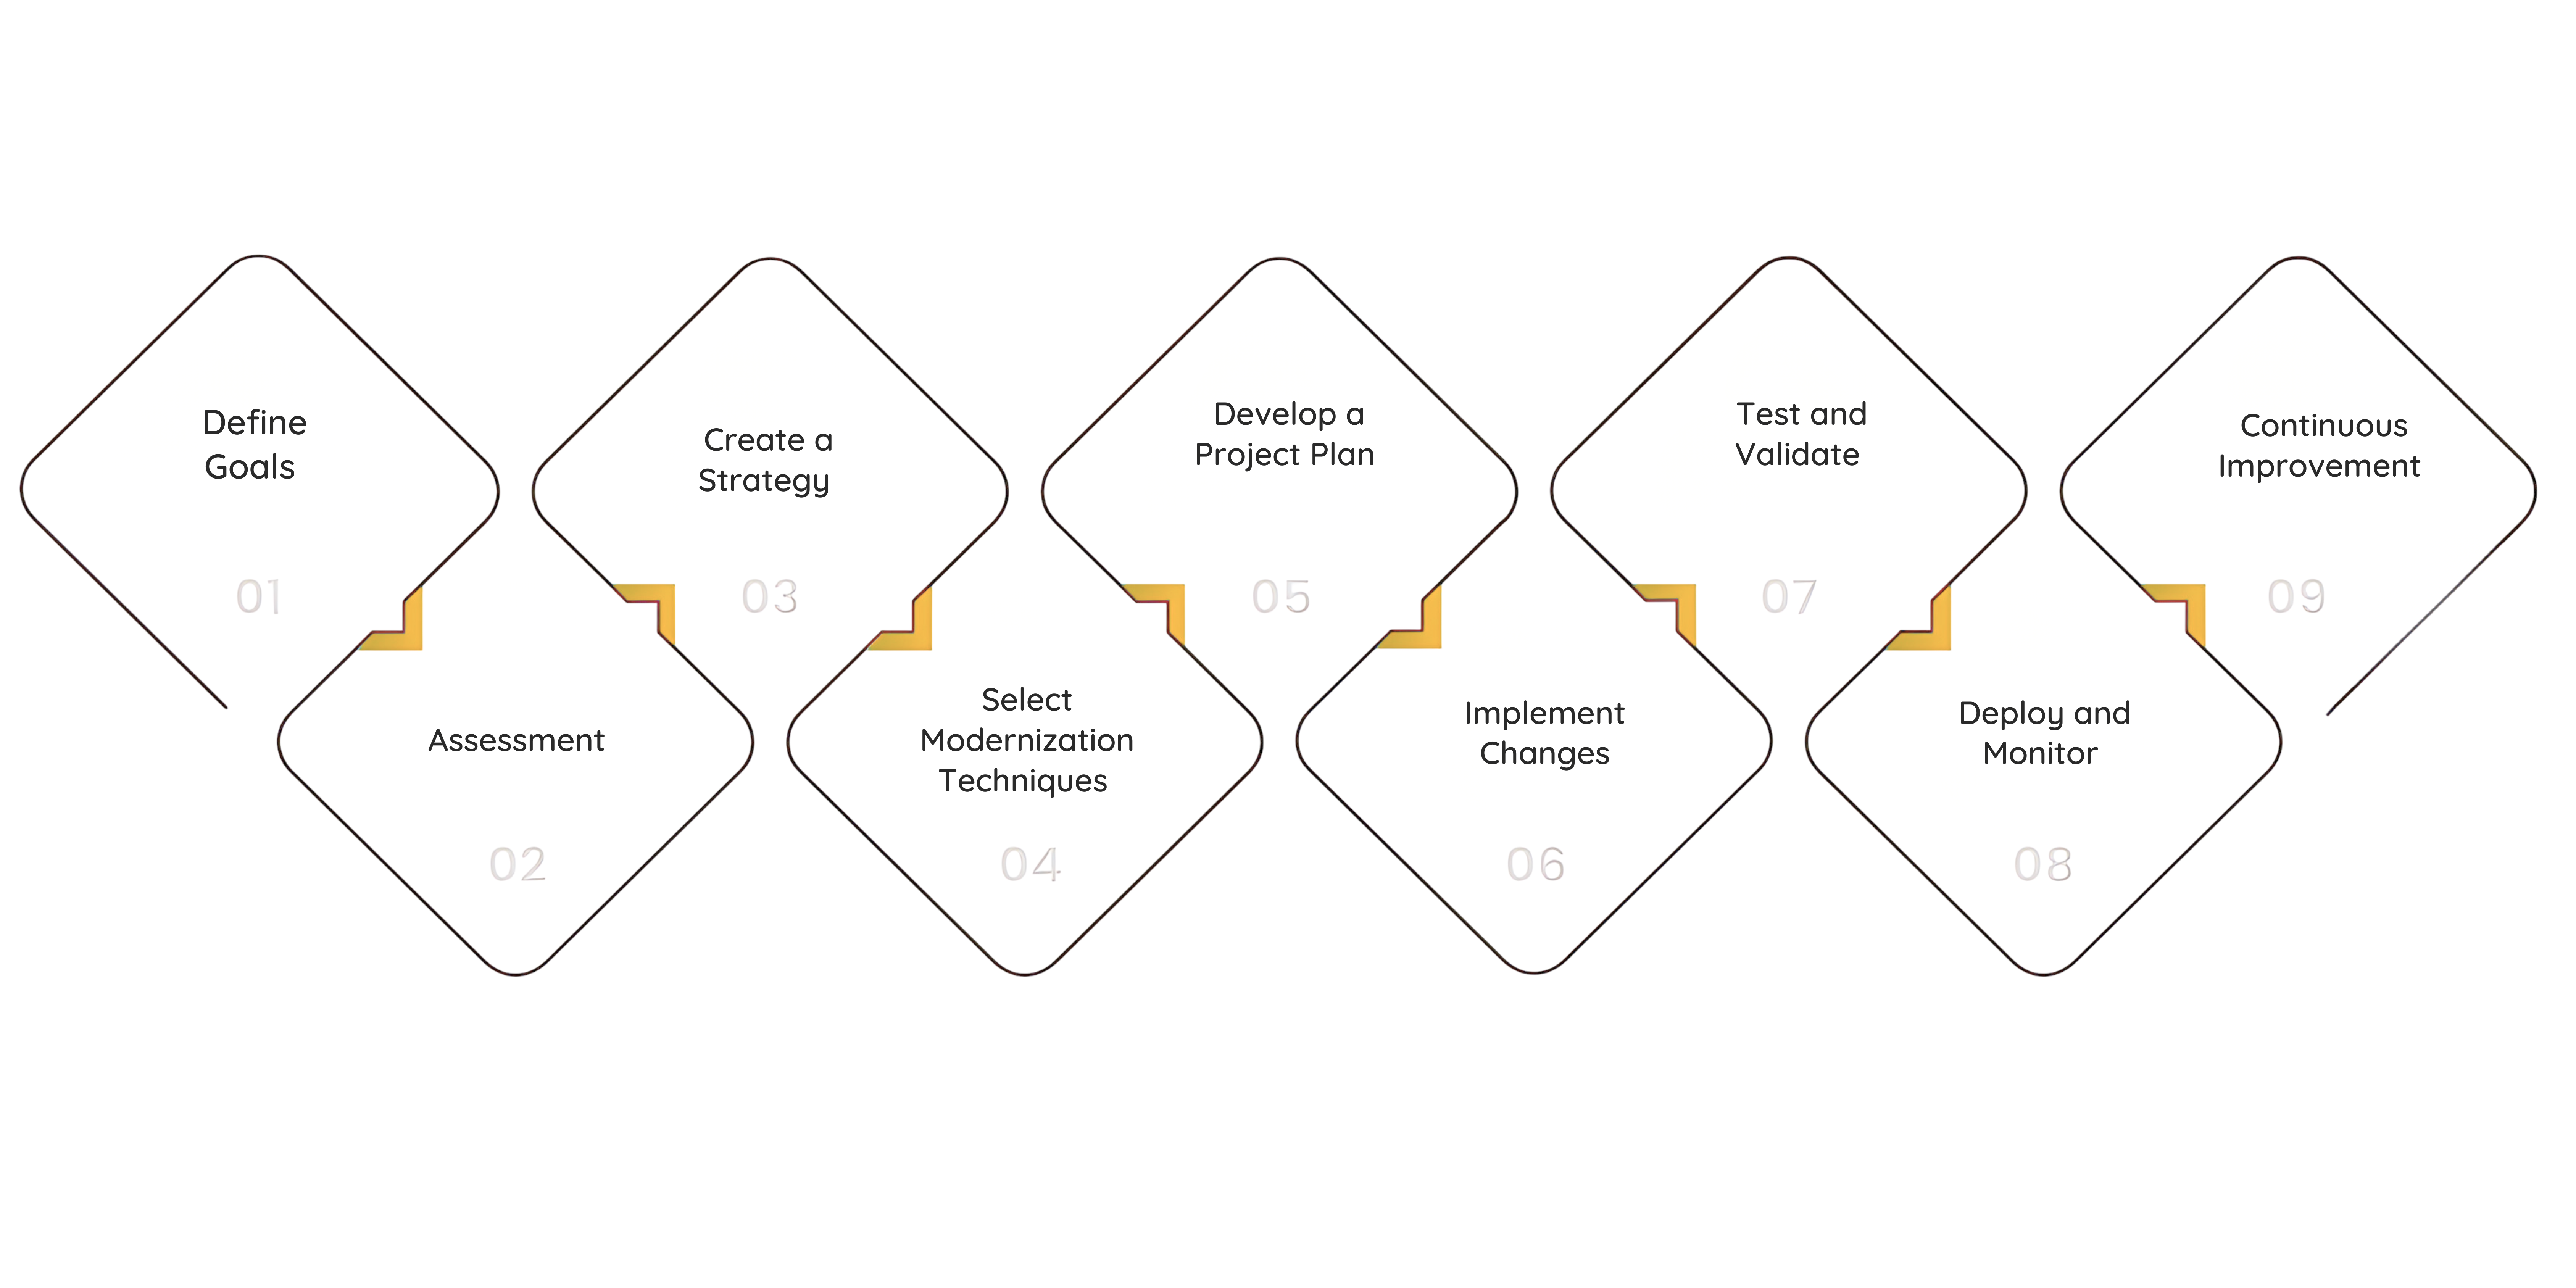 Define
Goals
01
Assessment
02
Create a
Strategy
03
Select
Modernization
Techniques
04
Develop a
Project Plan
05
Implement
Changes
06
Test and
Validate
07
Deploy and
Monitor
08
Continuous
Improvement
09